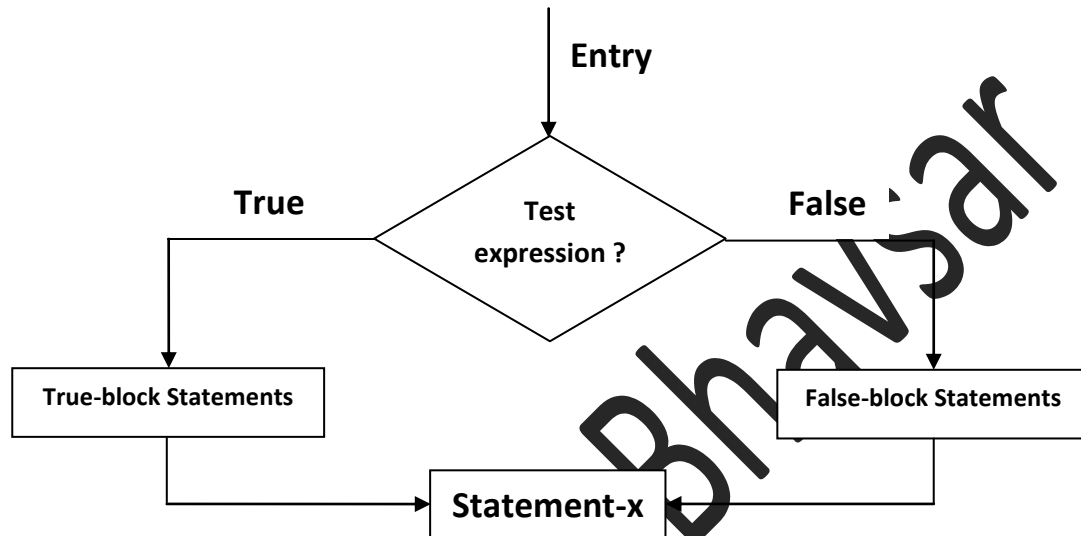 Entry
True
False
Test
expression ?
True-block Statements
False-block Statements
Statement-x
Bhavsar